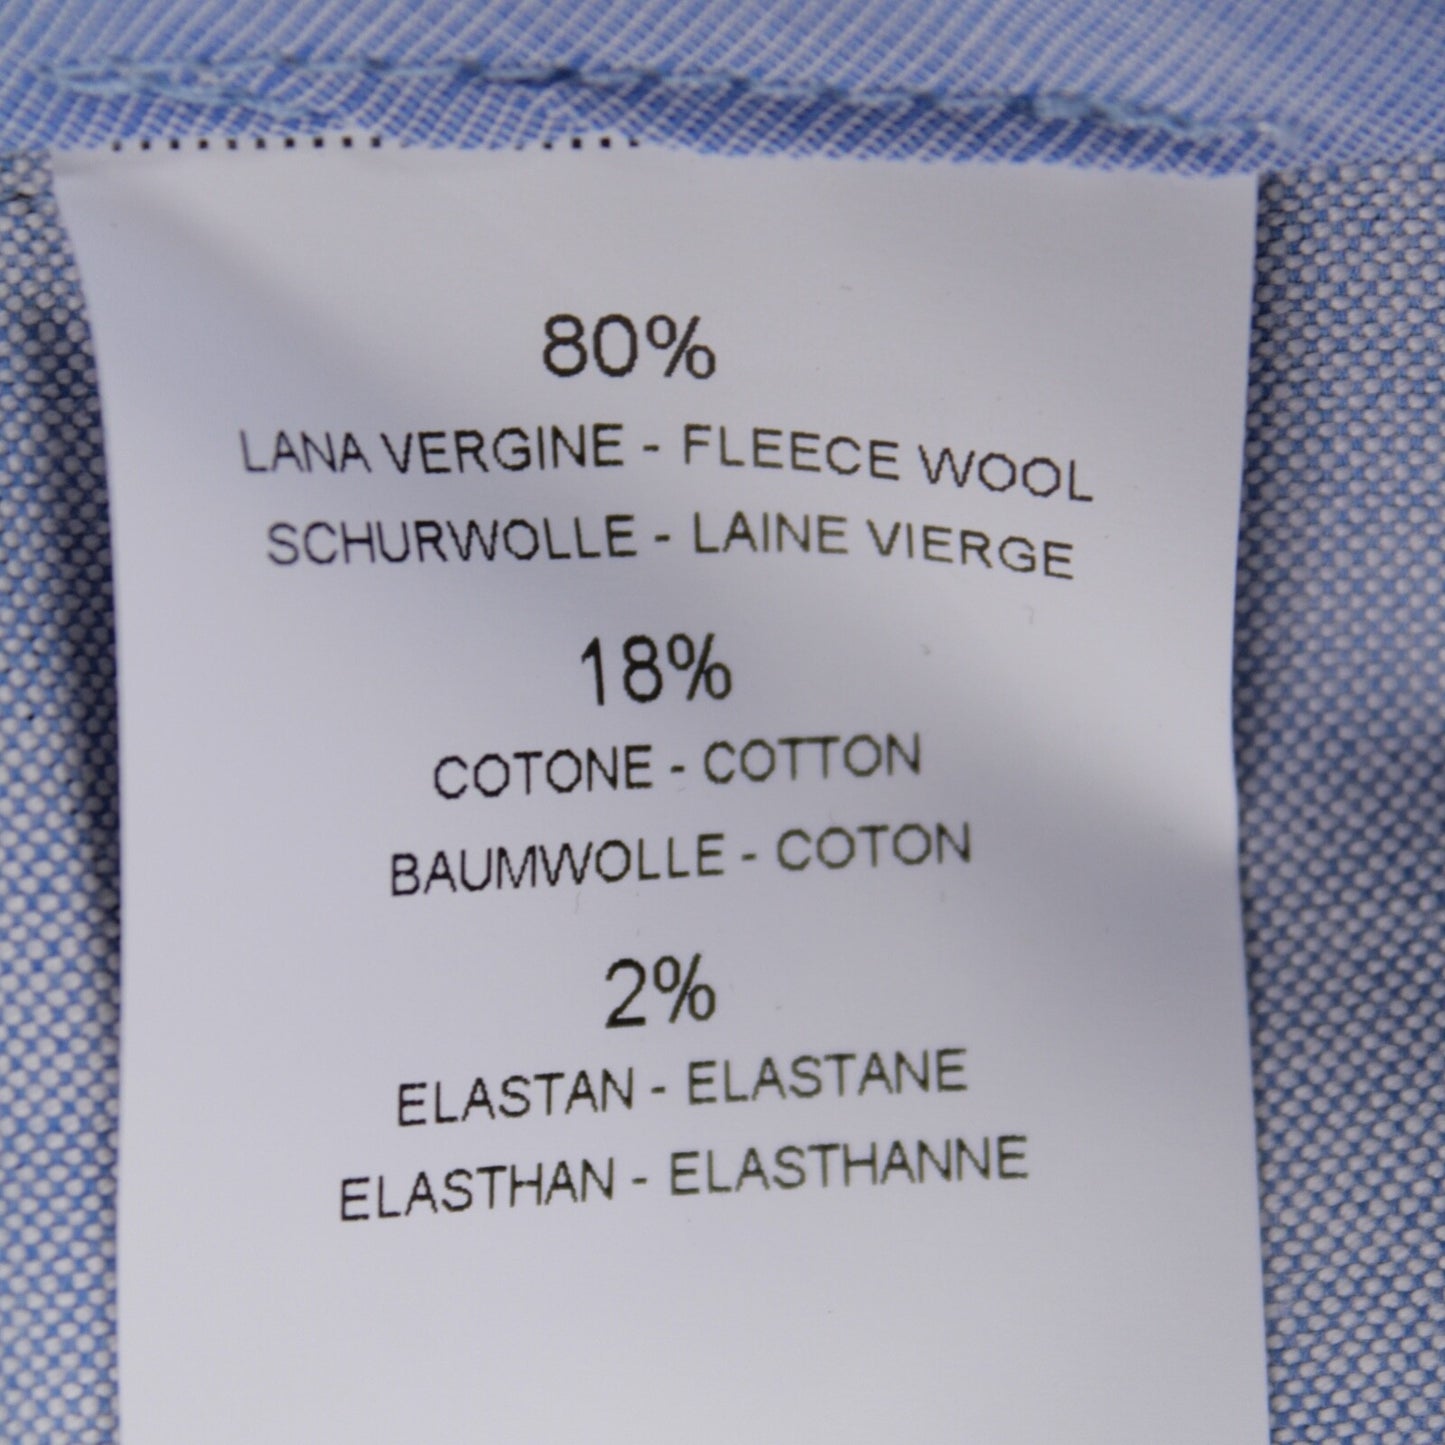 80%
LANA VERGINE - FLEECE WOOL
SCHURWOLLE - LAINE VIERGE
18%
COTONE - COTTON
BAUMWOLLE - COTON
2%
ELASTAN - ELASTANE
ELASTHAN - ELASTHANNE